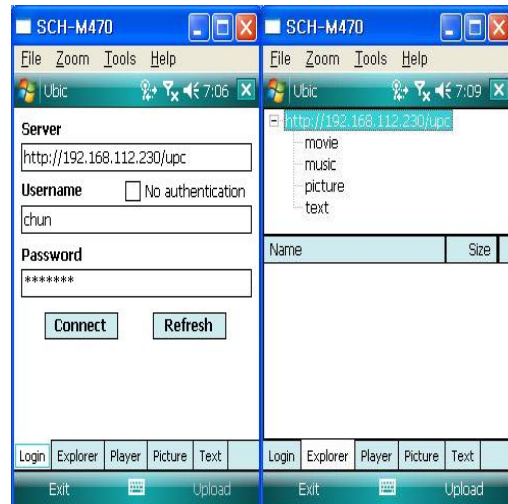 SCH-M470
File Zoom Tools Help
Ubic 7:06
Server
http://192.168.112.230/upc
Username No authentication
chun
Password
*******
Connect Refresh
Login Explorer Player Picture Text
Exit Upload
SCH-M470
File Zoom Tools Help
Ubic 7:09
http://192.168.112.230/upc
movie
music
picture
text
Name Size
Login Explorer Player Picture Text
Exit Upload